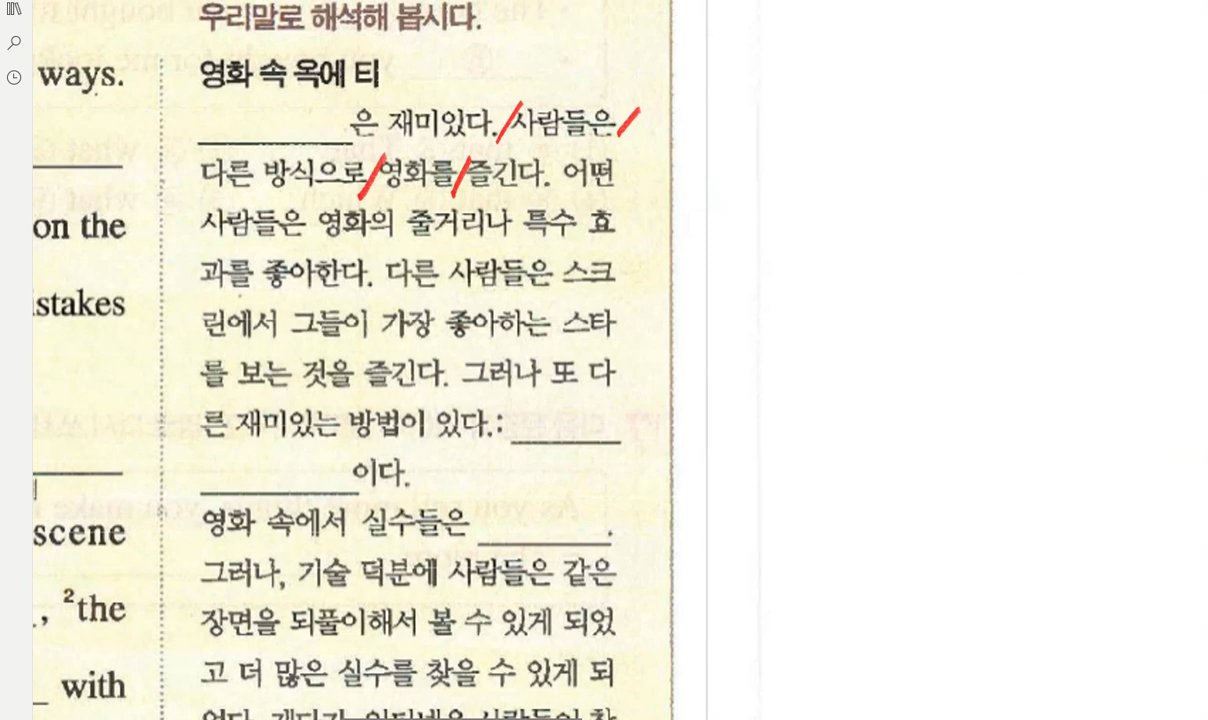 우리말로 해석해 봅시다.
영화 속 옥에 티
은 재미있다. 사람들은
다른 방식으로 영화를 즐긴다. 어떤
사람들은 영화의 줄거리나 특수 효
과를 좋아한다. 다른 사람들은 스크
린에서 그들이 가장 좋아하는 스타
를 보는 것을 즐긴다. 그러나 또 다
른 재미있는 방법이 있다.:
이다.
영화 속에서 실수들은 .
그러나, 기술 덕분에 사람들은 같은
장면을 되풀이해서 볼 수 있게 되었
고 더 많은 실수를 찾을 수 있게 되
ways.
on the
istakes
scene
, ²the
with